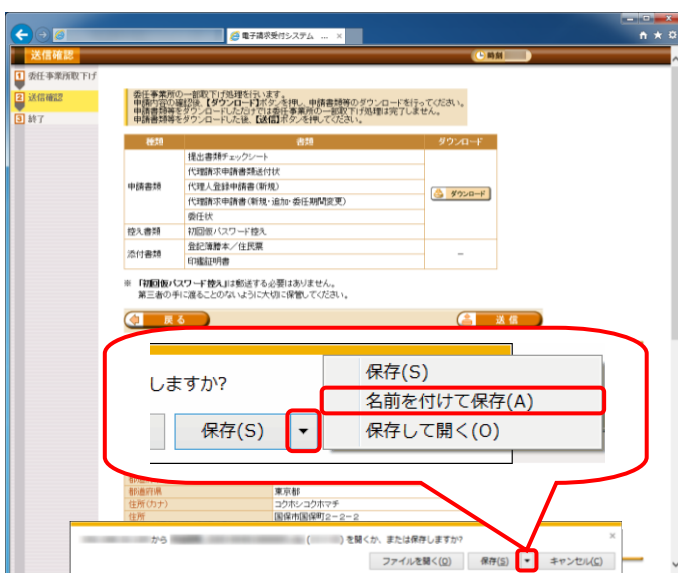 電子請求受付システム ... ×
送信確認
時刻
1 委任事業所取下げ
2 送信確認
3 終了
委任事業所の一部取下げ処理を行います。
申請内容の確認後、【ダウンロード】ボタンを押し、申請書類等のダウンロードを行ってください。
申請書類等をダウンロードしただけでは委任事業所の一部取下げ処理は完了しません。
申請書類等をダウンロードした後、【送信】ボタンを押してください。
種類 書類 ダウンロード
提出書類チェックシート
代理請求申請書類送付状
申請書類 代理人登録申請書(新規) ダウンロード
代理請求申請書(新規・追加・委任期間変更)
委任状
控え書類 初回仮パスワード控え
添付書類 登記簿謄本/住民票 -
印鑑証明書
※ 「初回仮パスワード控え」は郵送する必要はありません。
第三者の手に渡ることのないように大切に保管してください。
戻る 送信
しますか?
保存(S) ▼
保存(S)
名前を付けて保存(A)
保存して開く(O)
都道府県 東京都
住所(カナ) コクホシコクホマチ
住所 国保市国保町2-2-2
から ( ) を開くか、または保存しますか? ×
ファイルを開く(O) 保存(S) ▼ キャンセル(C)